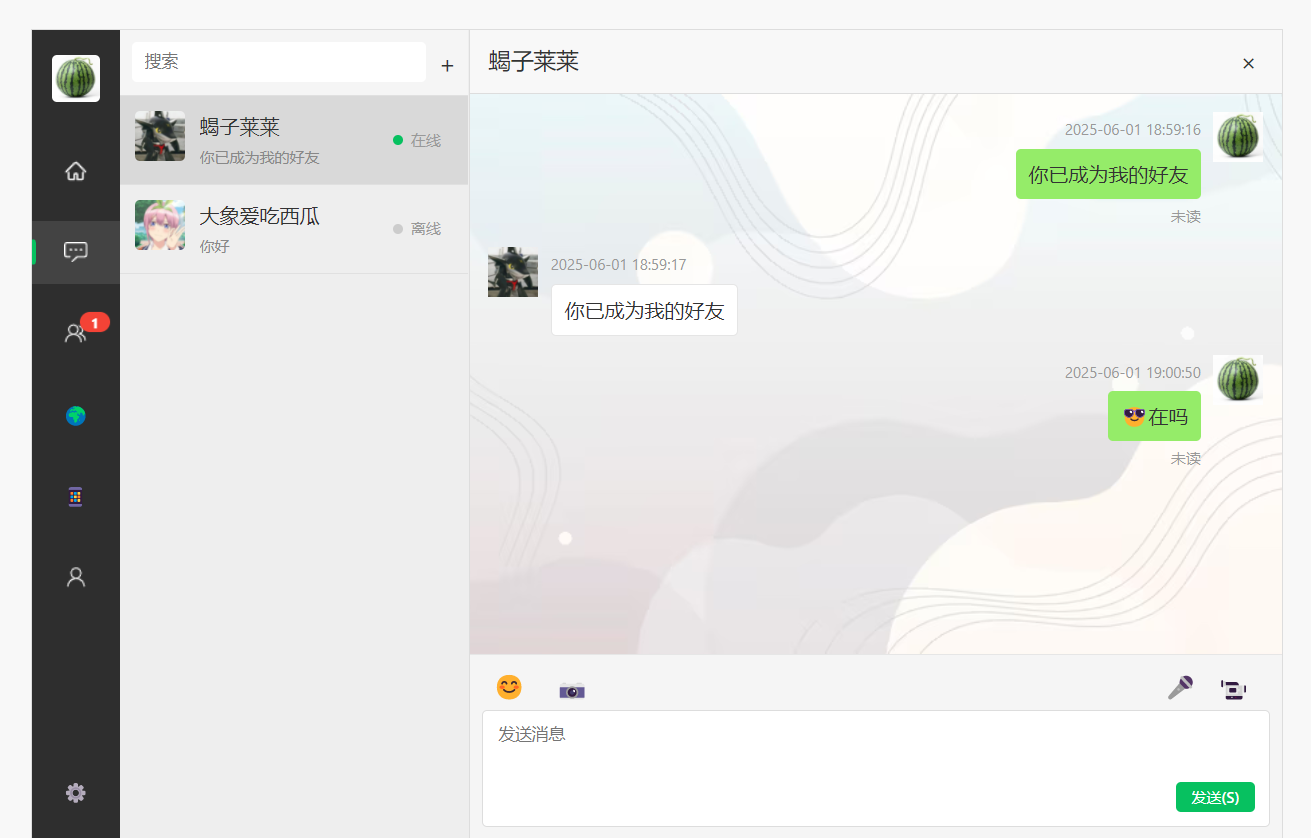 搜索
+
蝎子莱莱
×
蝎子莱莱
你已成为我的好友
在线
大象爱吃西瓜
你好
离线
1
2025-06-01 18:59:16
你已成为我的好友
未读
2025-06-01 18:59:17
你已成为我的好友
2025-06-01 19:00:50
😎在吗
未读
发送消息
发送(S)